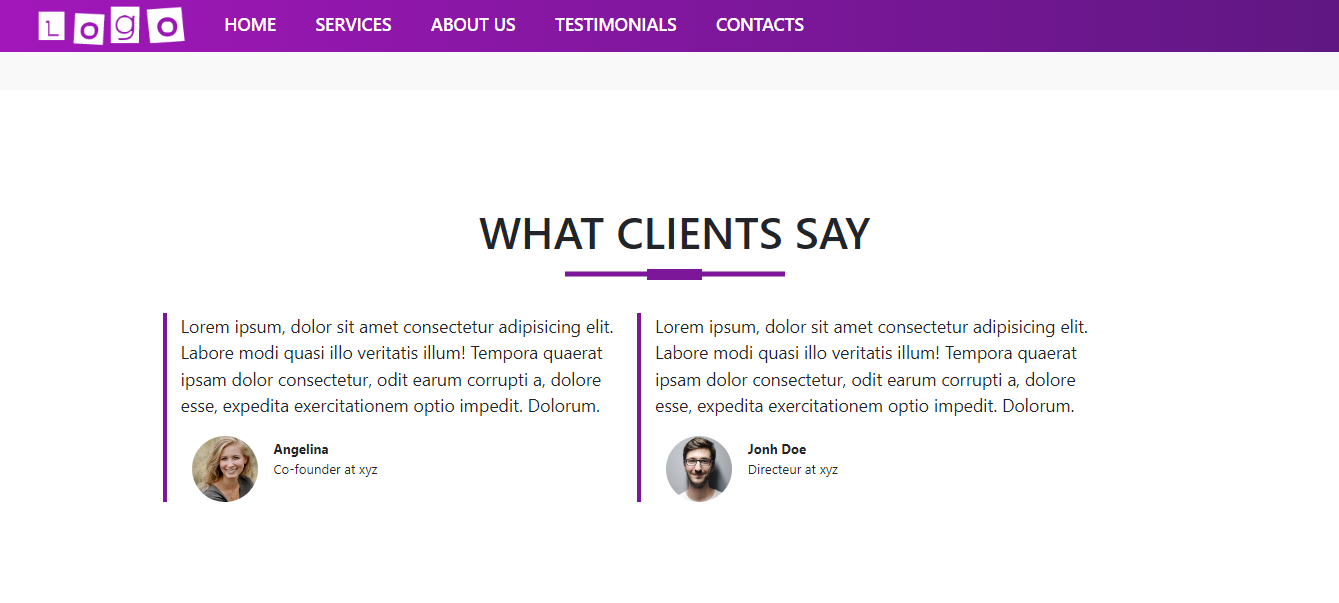 Logo HOME SERVICES ABOUT US TESTIMONIALS CONTACTS
WHAT CLIENTS SAY
Lorem ipsum, dolor sit amet consectetur adipisicing elit.
Labore modi quasi illo veritatis illum! Tempora quaerat
ipsam dolor consectetur, odit earum corrupti a, dolore
esse, expedita exercitationem optio impedit. Dolorum.
Angelina
Co-founder at xyz
Lorem ipsum, dolor sit amet consectetur adipisicing elit.
Labore modi quasi illo veritatis illum! Tempora quaerat
ipsam dolor consectetur, odit earum corrupti a, dolore
esse, expedita exercitationem optio impedit. Dolorum.
Jonh Doe
Directeur at xyz